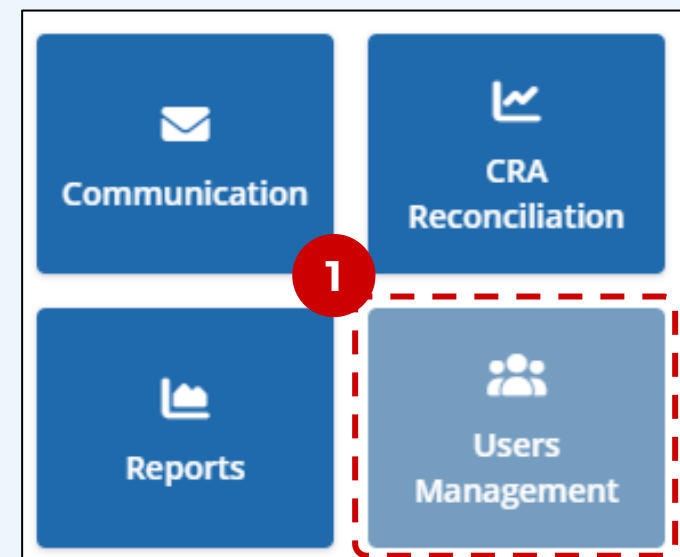 Communication
CRA
Reconciliation
1
Reports
Users
Management